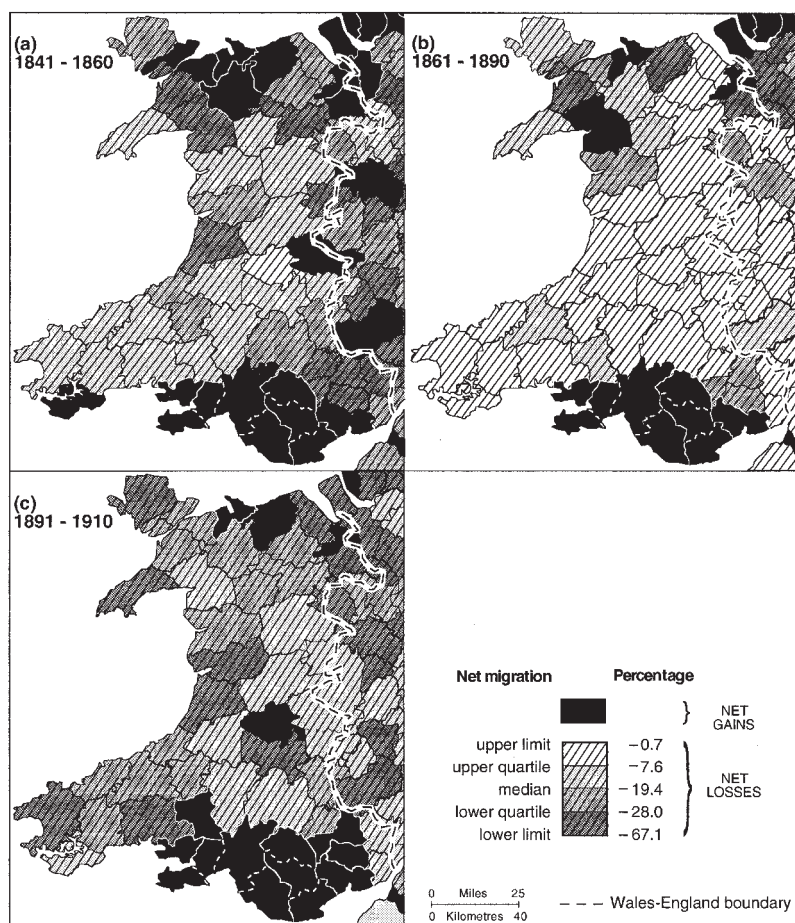 (a)
1841 - 1860
(b)
1861 - 1890
(c)
1891 - 1910
Net migration Percentage
} NET GAINS
upper limit −0.7
upper quartile −7.6
median −19.4
lower quartile −28.0
lower limit −67.1
} NET LOSSES
0 Miles 25
0 Kilometres 40
Wales-England boundary